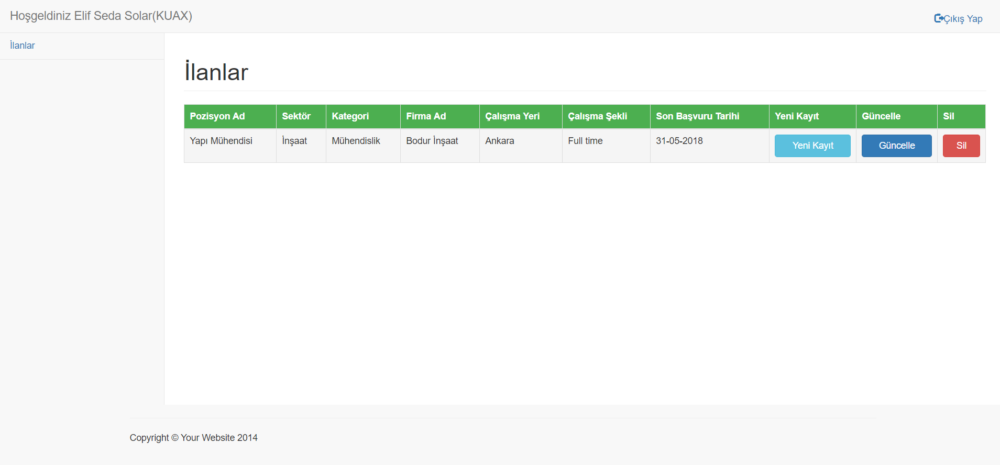 Hoşgeldiniz Elif Seda Solar(KUAX)
Çıkış Yap
İlanlar
İlanlar
Pozisyon Ad Sektör Kategori Firma Ad Çalışma Yeri Çalışma Şekli Son Başvuru Tarihi Yeni Kayıt Güncelle Sil
Yapı Mühendisi İnşaat Mühendislik Bodur İnşaat Ankara Full time 31-05-2018 Yeni Kayıt Güncelle Sil
Copyright © Your Website 2014